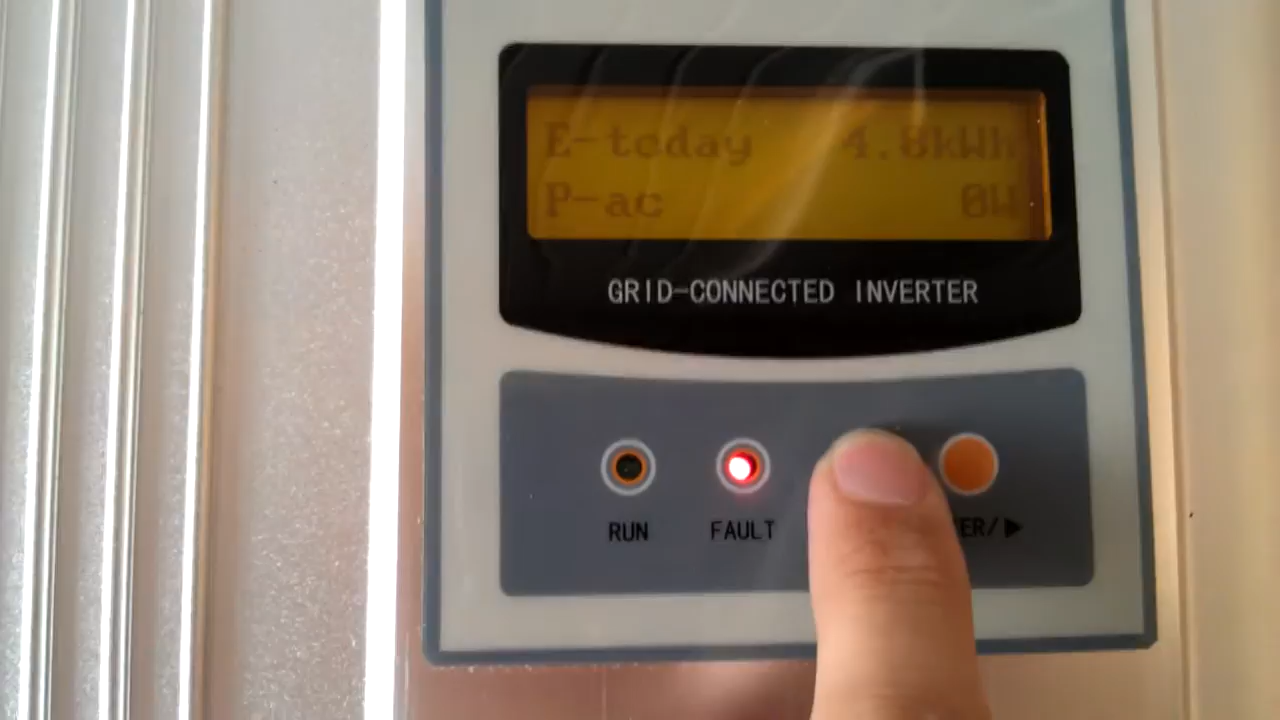 E-today 4.8kWh
P-ac 0W
GRID-CONNECTED INVERTER
RUN
FAULT